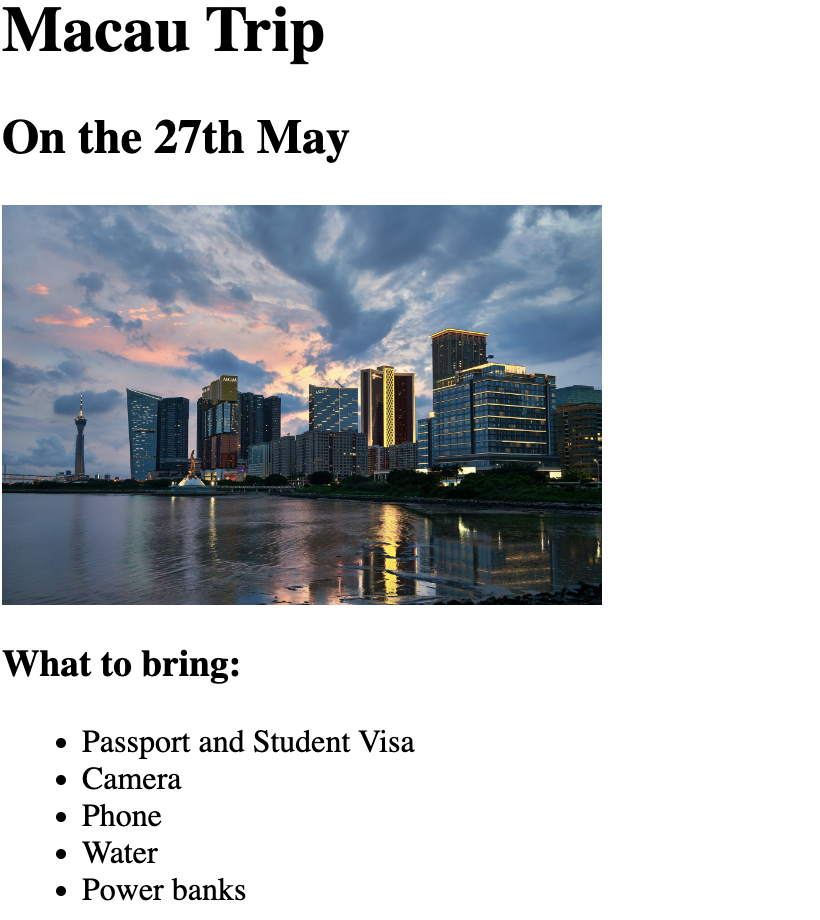 Macau Trip
On the 27th May
What to bring:
Passport and Student Visa
Camera
Phone
Water
Power banks